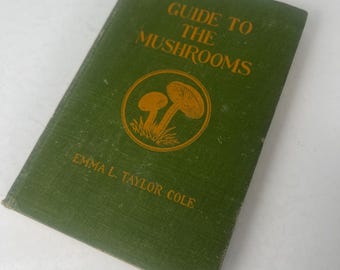 GUIDE TO
THE
MUSHROOMS
EMMA L. TAYLOR COLE